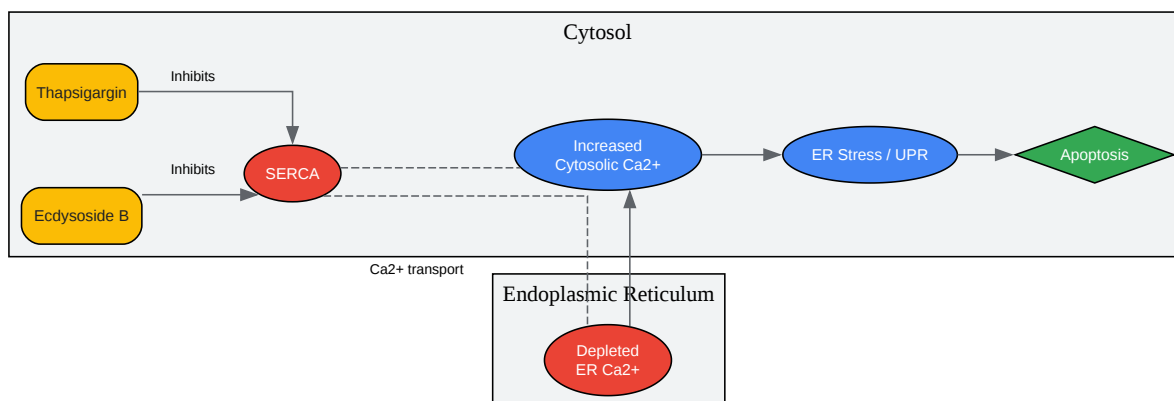 Cytosol
Inhibits
Thapsigargin
Inhibits
SERCA
Ecdysoside B
Increased
Cytosolic Ca2+
ER Stress / UPR
Apoptosis
Ca2+ transport
Endoplasmic Reticulum
Depleted
ER Ca2+